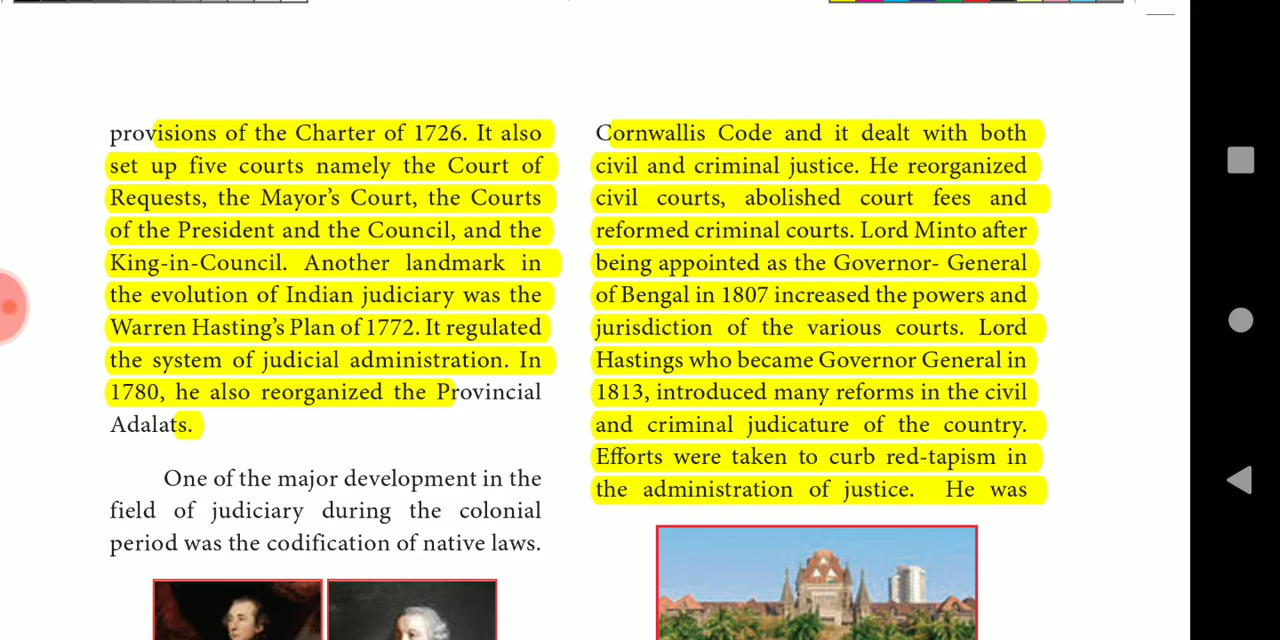 provisions of the Charter of 1726. It also
set up five courts namely the Court of
Requests, the Mayor's Court, the Courts
of the President and the Council, and the
King-in-Council. Another landmark in
the evolution of Indian judiciary was the
Warren Hasting's Plan of 1772. It regulated
the system of judicial administration. In
1780, he also reorganized the Provincial
Adalats.
One of the major development in the
field of judiciary during the colonial
period was the codification of native laws.
Cornwallis Code and it dealt with both
civil and criminal justice. He reorganized
civil courts, abolished court fees and
reformed criminal courts. Lord Minto after
being appointed as the Governor- General
of Bengal in 1807 increased the powers and
jurisdiction of the various courts. Lord
Hastings who became Governor General in
1813, introduced many reforms in the civil
and criminal judicature of the country.
Efforts were taken to curb red-tapism in
the administration of justice. He was